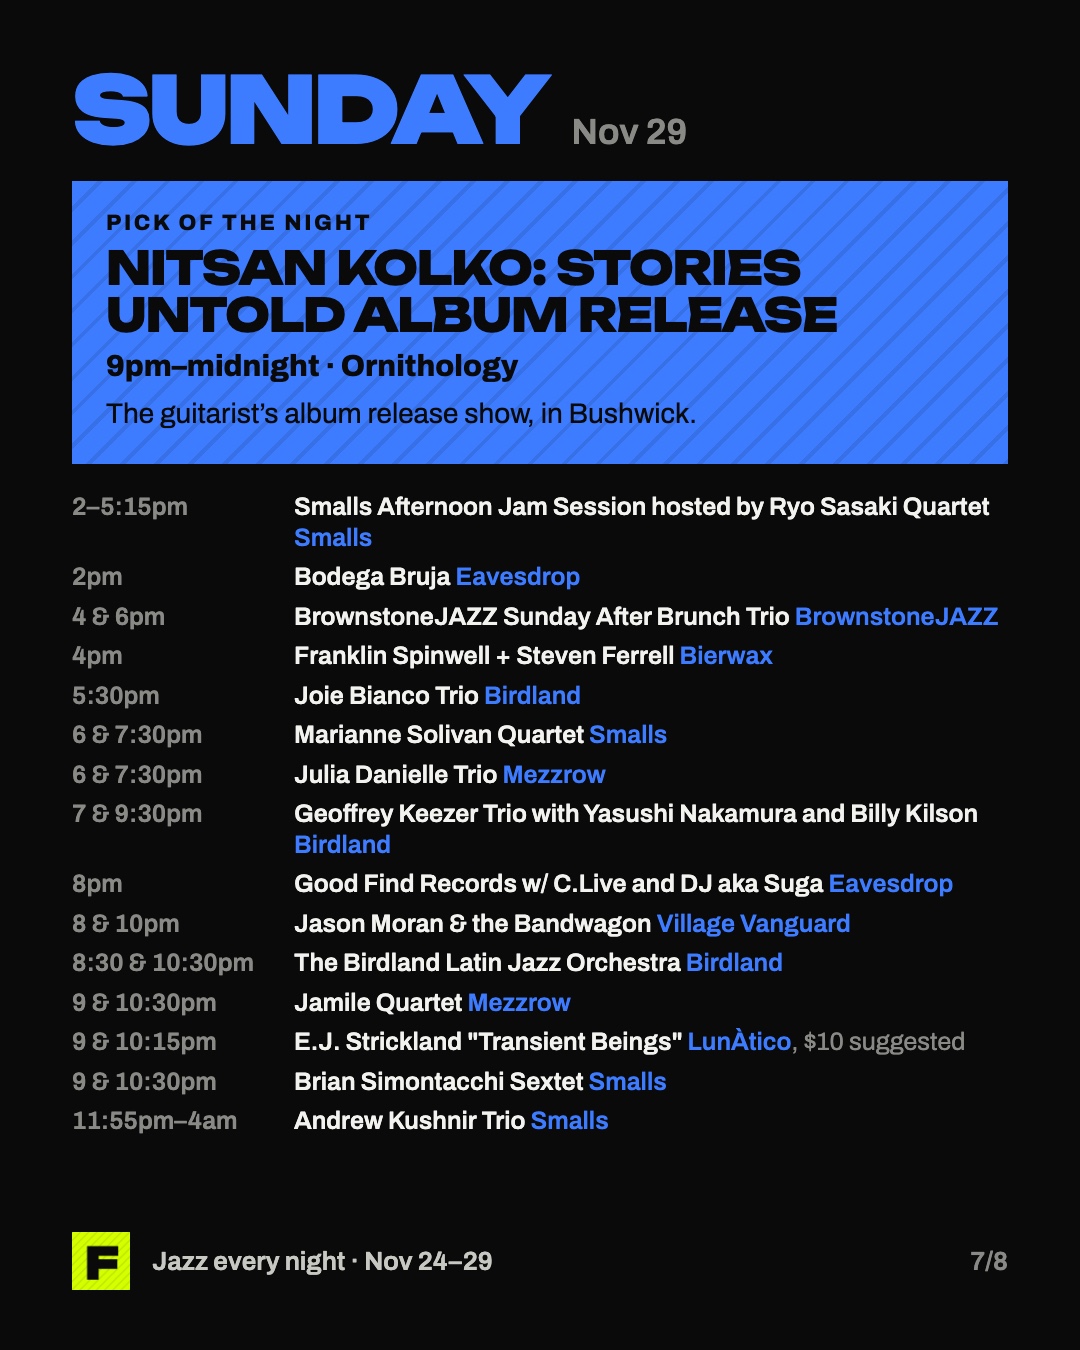 SUNDAY Nov 29
PICK OF THE NIGHT
NITSAN KOLKO: STORIES
UNTOLD ALBUM RELEASE
9pm–midnight · Ornithology
The guitarist’s album release show, in Bushwick.
2–5:15pm Smalls Afternoon Jam Session hosted by Ryo Sasaki Quartet
Smalls
2pm Bodega Bruja Eavesdrop
4 & 6pm BrownstoneJAZZ Sunday After Brunch Trio BrownstoneJAZZ
4pm Franklin Spinwell + Steven Ferrell Bierwax
5:30pm Joie Bianco Trio Birdland
6 & 7:30pm Marianne Solivan Quartet Smalls
6 & 7:30pm Julia Danielle Trio Mezzrow
7 & 9:30pm Geoffrey Keezer Trio with Yasushi Nakamura and Billy Kilson
Birdland
8pm Good Find Records w/ C.Live and DJ aka Suga Eavesdrop
8 & 10pm Jason Moran & the Bandwagon Village Vanguard
8:30 & 10:30pm The Birdland Latin Jazz Orchestra Birdland
9 & 10:30pm Jamile Quartet Mezzrow
9 & 10:15pm E.J. Strickland "Transient Beings" LunÀtico, $10 suggested
9 & 10:30pm Brian Simontacchi Sextet Smalls
11:55pm–4am Andrew Kushnir Trio Smalls
F Jazz every night · Nov 24–29 7/8